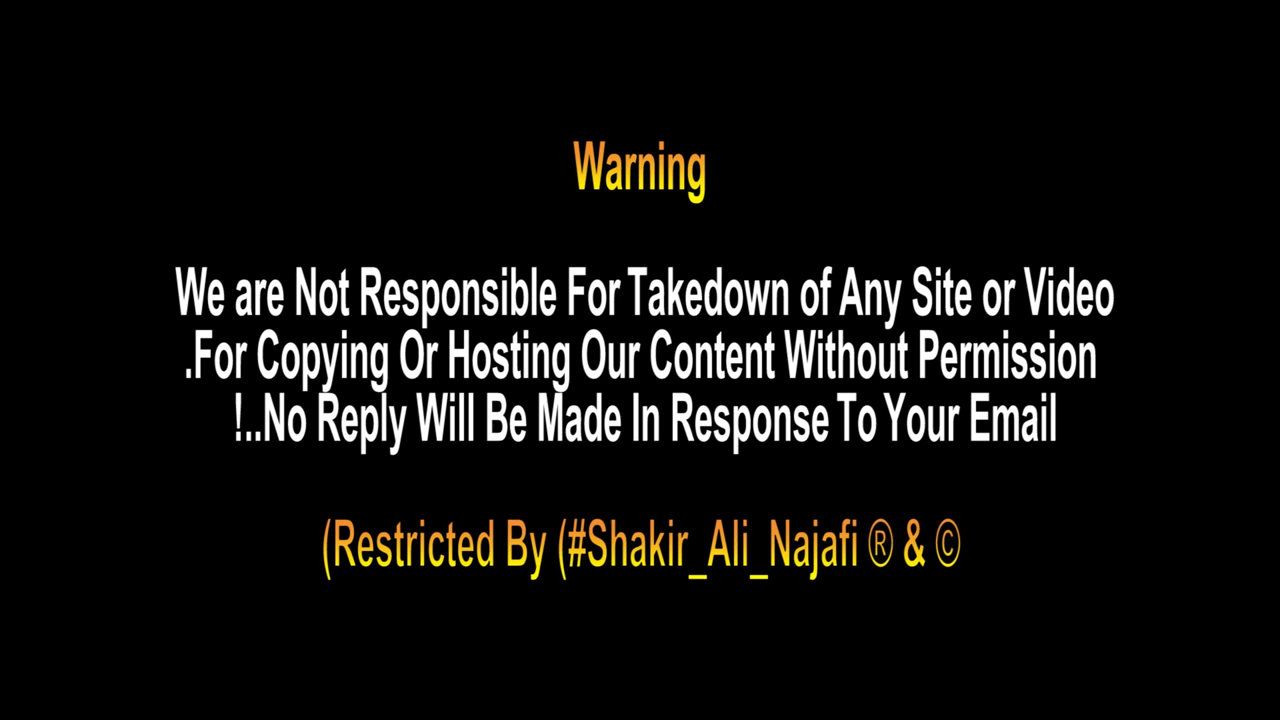 Warning
We are Not Responsible For Takedown of Any Site or Video
.For Copying Or Hosting Our Content Without Permission
!..No Reply Will Be Made In Response To Your Email
(Restricted By (#Shakir_Ali_Najafi ® & ©